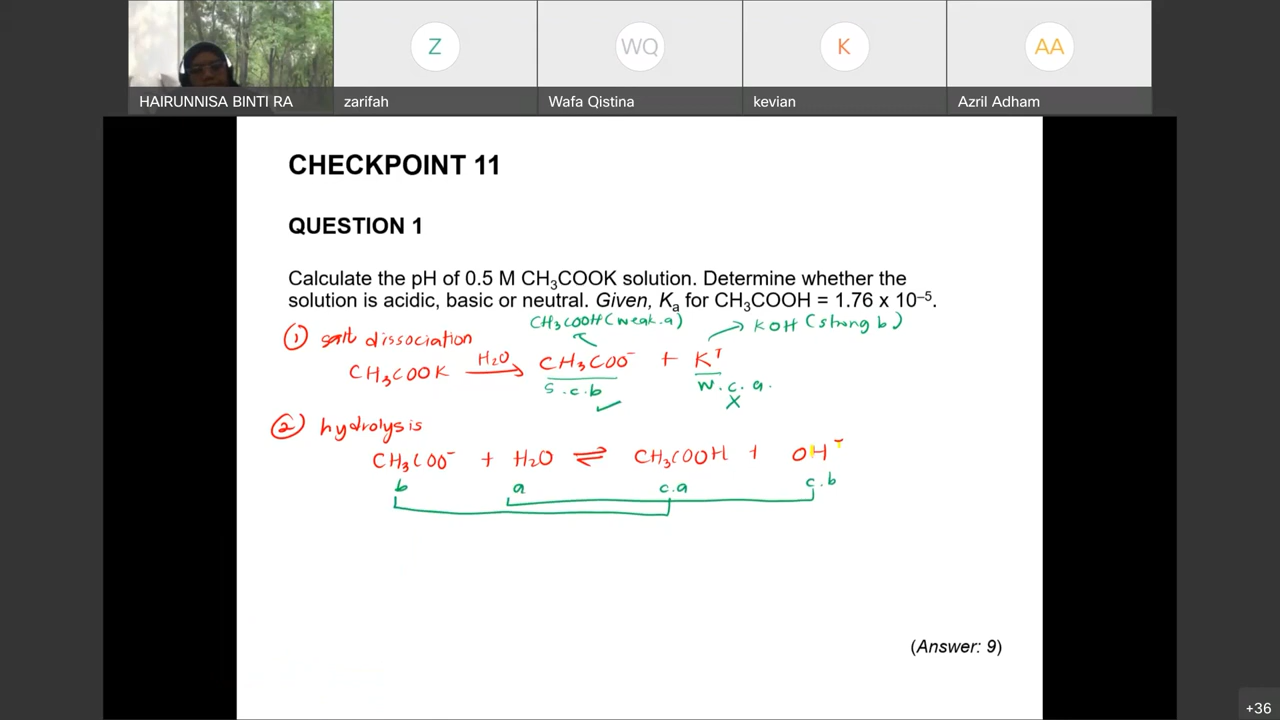 Z
WQ
K
AA
HAIRUNNISA BINTI RA
zarifah
Wafa Qistina
kevian
Azril Adham
CHECKPOINT 11
QUESTION 1
Calculate the pH of 0.5 M CH₃COOK solution. Determine whether the
solution is acidic, basic or neutral. Given, Kₐ for CH₃COOH = 1.76 x 10⁻⁵.
CH₃COOH (weak.a) KOH (strong b)
① salt dissociation
CH₃COOK H₂O → CH₃COO⁻ + K⁺
s.c.b w.c.a.
✓ X
② hydrolysis
CH₃COO⁻ + H₂O ⇌ CH₃COOH + OH⁻
b a c.a c.b
(Answer: 9)
+36